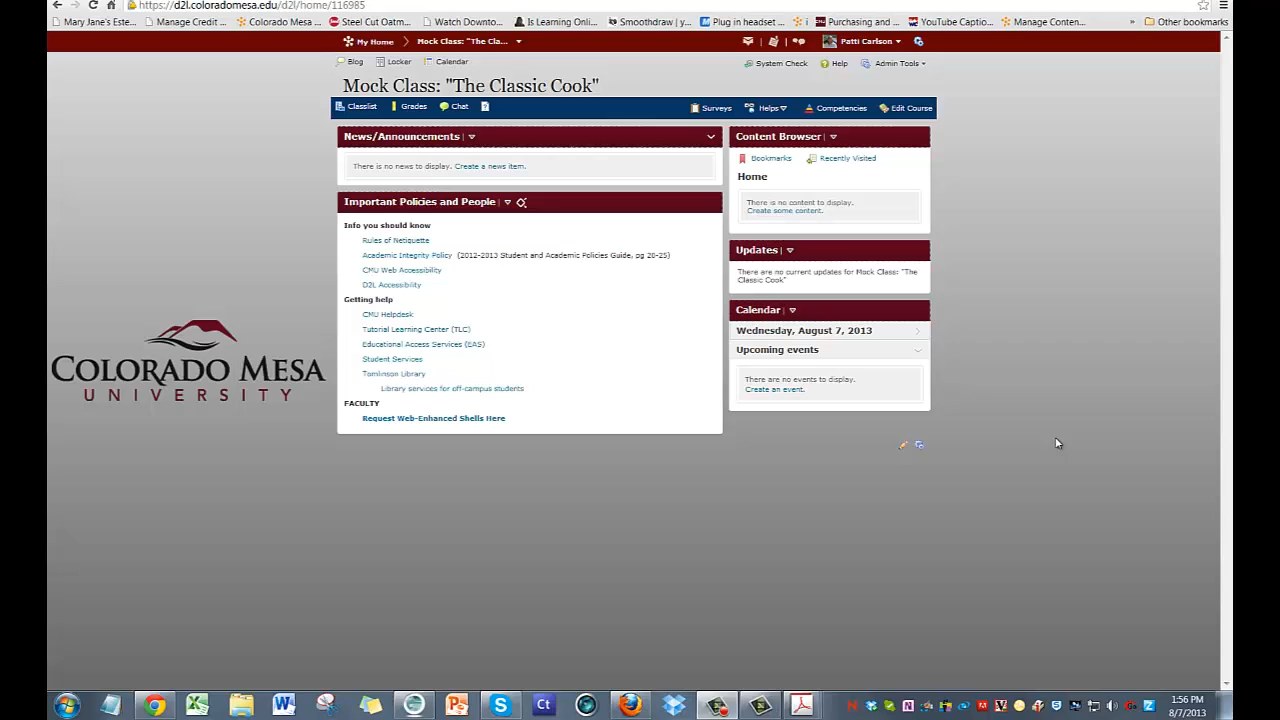 https://d2l.coloradomesa.edu/d2l/home/116985
Mary Jane's Este... Manage Credit ... Colorado Mesa ... Steel Cut Oatm... Watch Downto... Is Learning Onli... Smoothdraw | y... Plug in headset ... i Purchasing and ... YouTube Captio... Manage Conten... » Other bookmarks
My Home Mock Class: "The Cla... Patti Carlson
Blog Locker Calendar System Check Help Admin Tools
Mock Class: "The Classic Cook"
Classlist Grades Chat Surveys Helps Competencies Edit Course
News/Announcements
There is no news to display. Create a news item.
Important Policies and People
Info you should know
Rules of Netiquette
Academic Integrity Policy (2012-2013 Student and Academic Policies Guide, pg 20-25)
CMU Web Accessibility
D2L Accessibility
Getting help
CMU Helpdesk
Tutorial Learning Center (TLC)
Educational Access Services (EAS)
Student Services
Tomlinson Library
Library services for off-campus students
FACULTY
Request Web-Enhanced Shells Here
Content Browser
Bookmarks Recently Visited
Home
There is no content to display.
Create some content.
Updates
There are no current updates for Mock Class: "The
Classic Cook"
Calendar
Wednesday, August 7, 2013
Upcoming events
There are no events to display.
Create an event.
COLORADO MESA
UNIVERSITY
Ct
1:56 PM
8/7/2013